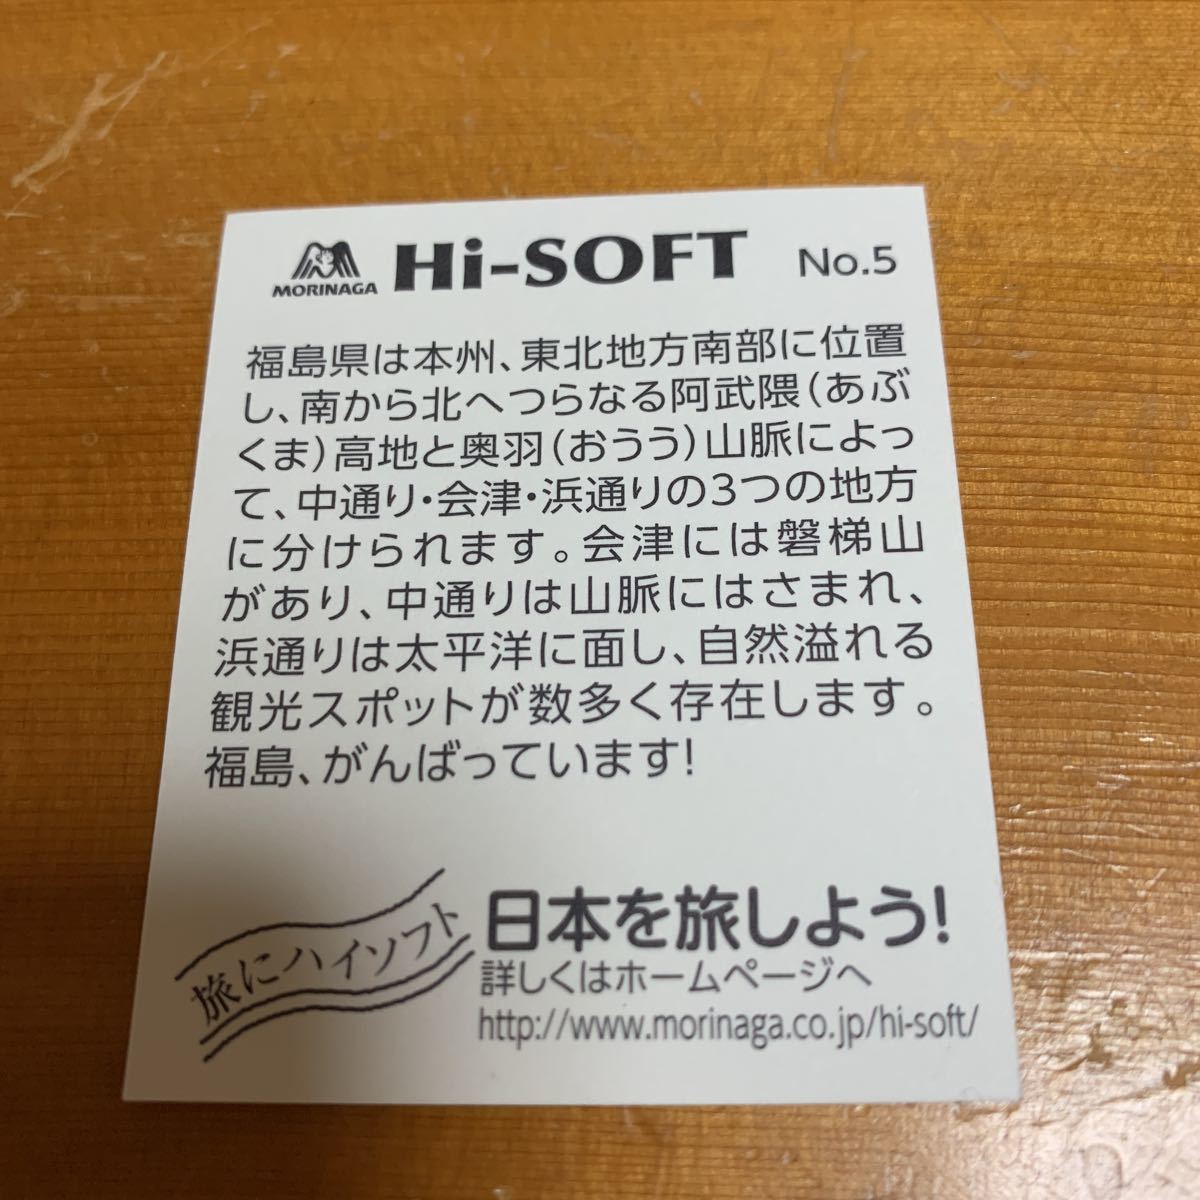 MORINAGA Hi-SOFT No.5
福島県は本州、東北地方南部に位置
し、南から北へつらなる阿武隈(あぶ
くま)高地と奥羽(おうう)山脈によっ
て、中通り・会津・浜通りの3つの地方
に分けられます。会津には磐梯山
があり、中通りは山脈にはさまれ、
浜通りは太平洋に面し、自然溢れる
観光スポットが数多く存在します。
福島、がんばっています!
旅にハイソフト
日本を旅しよう!
詳しくはホームページへ
http://www.morinaga.co.jp/hi-soft/